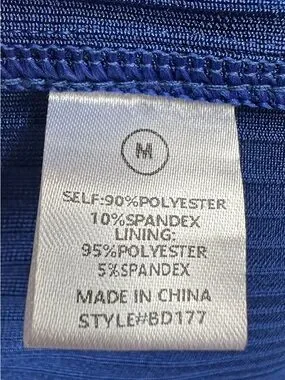 M
SELF:90%POLYESTER
10%SPANDEX
LINING:
95%POLYESTER
5%SPANDEX
MADE IN CHINA
STYLE#BD177